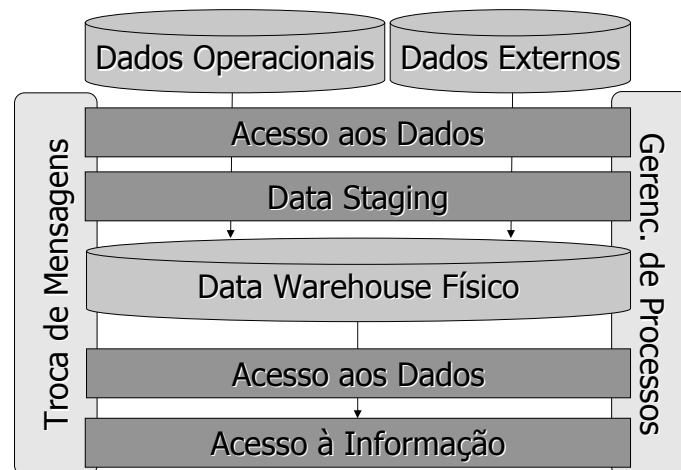 Dados Operacionais
Dados Externos
Acesso aos Dados
Data Staging
Data Warehouse Físico
Acesso aos Dados
Acesso à Informação
Troca de Mensagens
Gerenc. de Processos